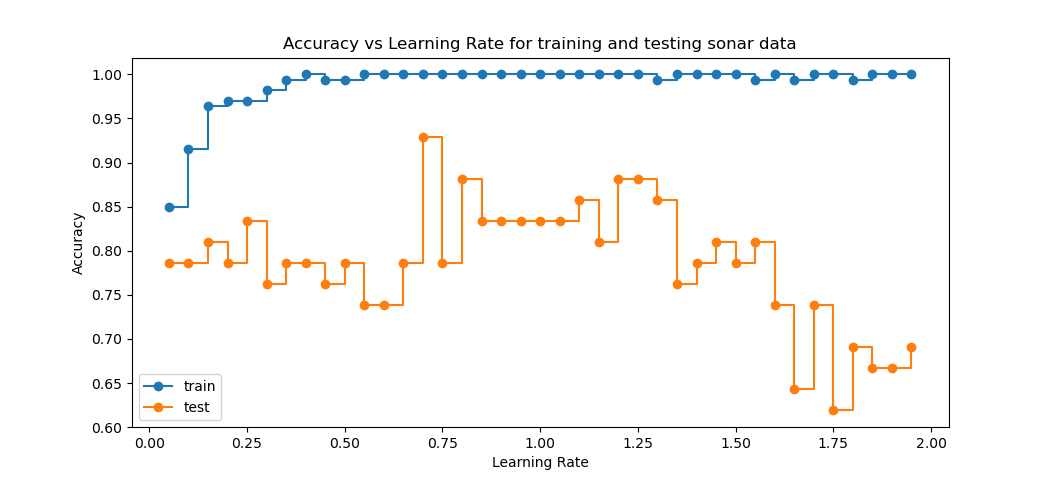 Accuracy vs Learning Rate for training and testing sonar data
1.00
0.95
0.90
0.85
0.80
0.75
0.70
0.65
0.60
Accuracy
train
test
0.00 0.25 0.50 0.75 1.00 1.25 1.50 1.75 2.00
Learning Rate